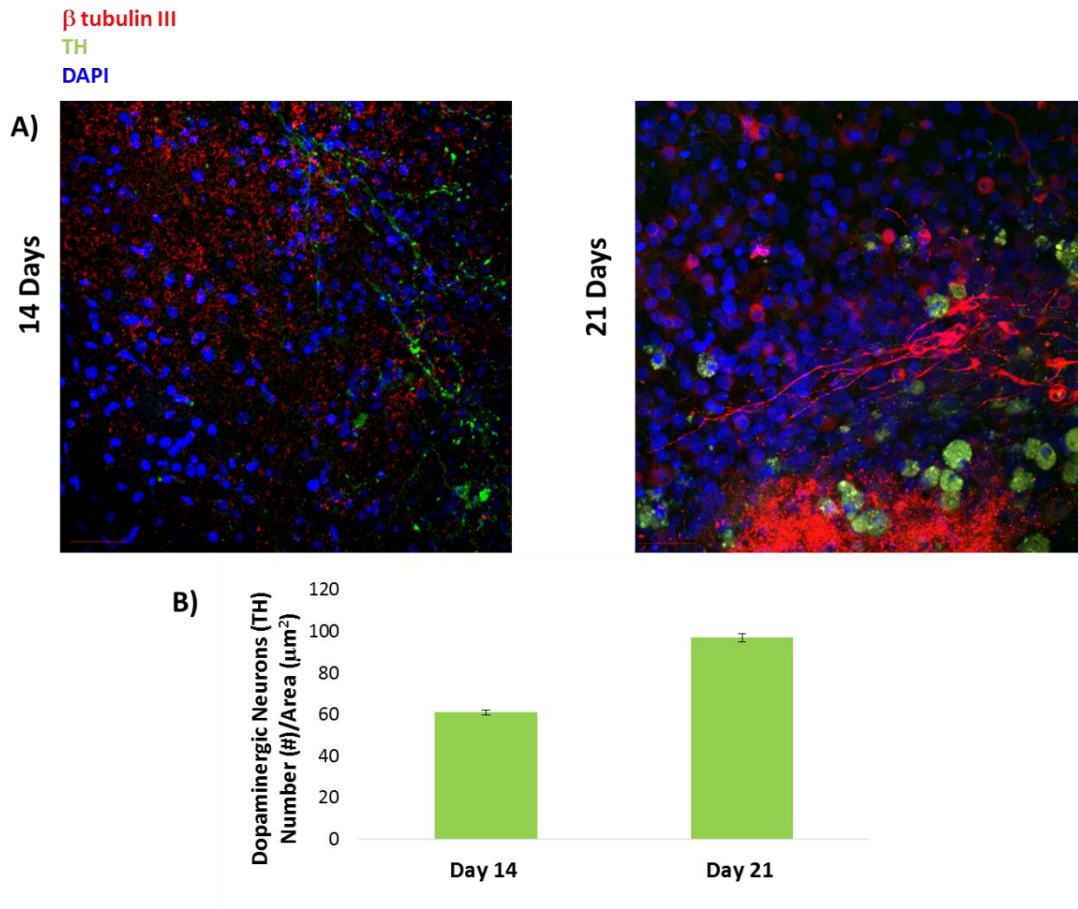 β tubulin III
TH
DAPI
A)
14 Days
21 Days
B)
Dopaminergic Neurons (TH)
Number (#)/Area (μm²)
120
100
80
60
40
20
0
Day 14
Day 21